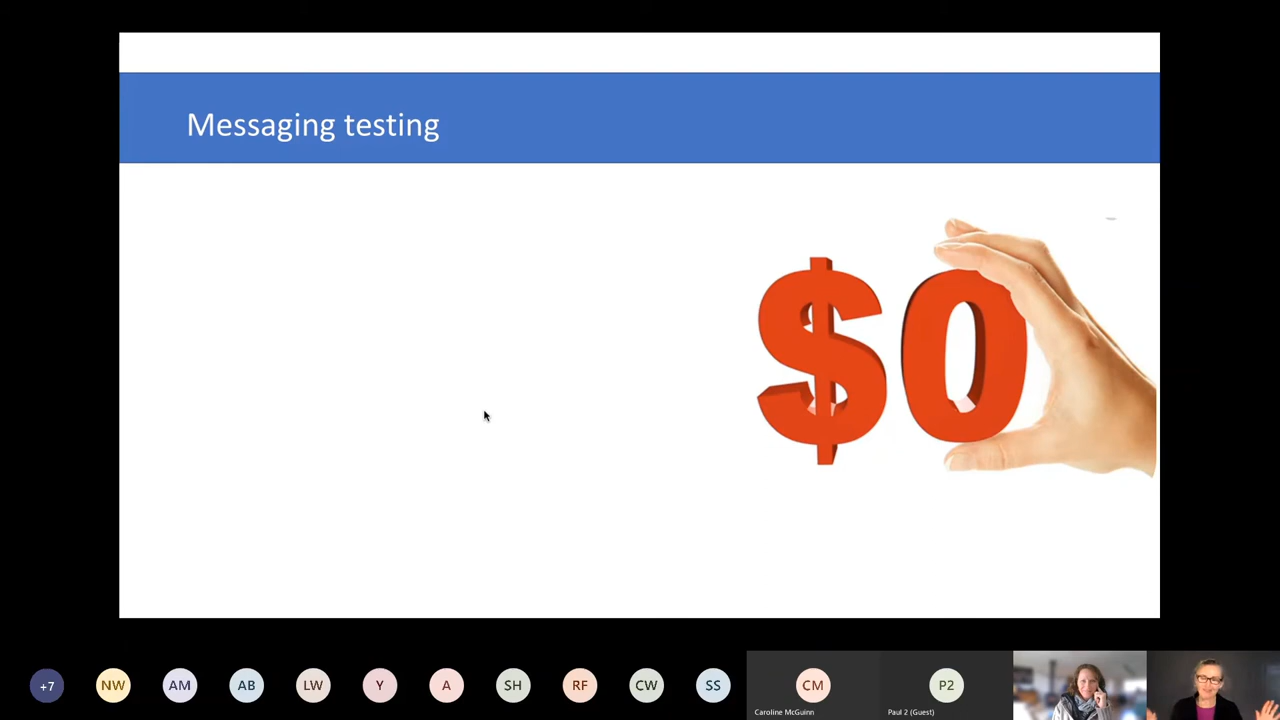 Messaging testing
$0
+7
NW
AM
AB
LW
Y
A
SH
RF
CW
SS
CM
Caroline McGuinn
P2
Paul 2 (Guest)